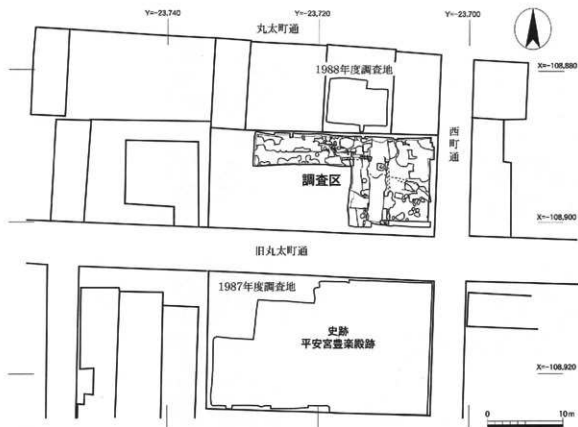 Y=-23,740
Y=-23,720
Y=-23,700
丸太町通
1988年度調査地
X=-108,880
西町通
調査区
X=-108,900
旧丸太町通
1987年度調査地
史跡
平安宮豊楽殿跡
X=-108,920
0
10m